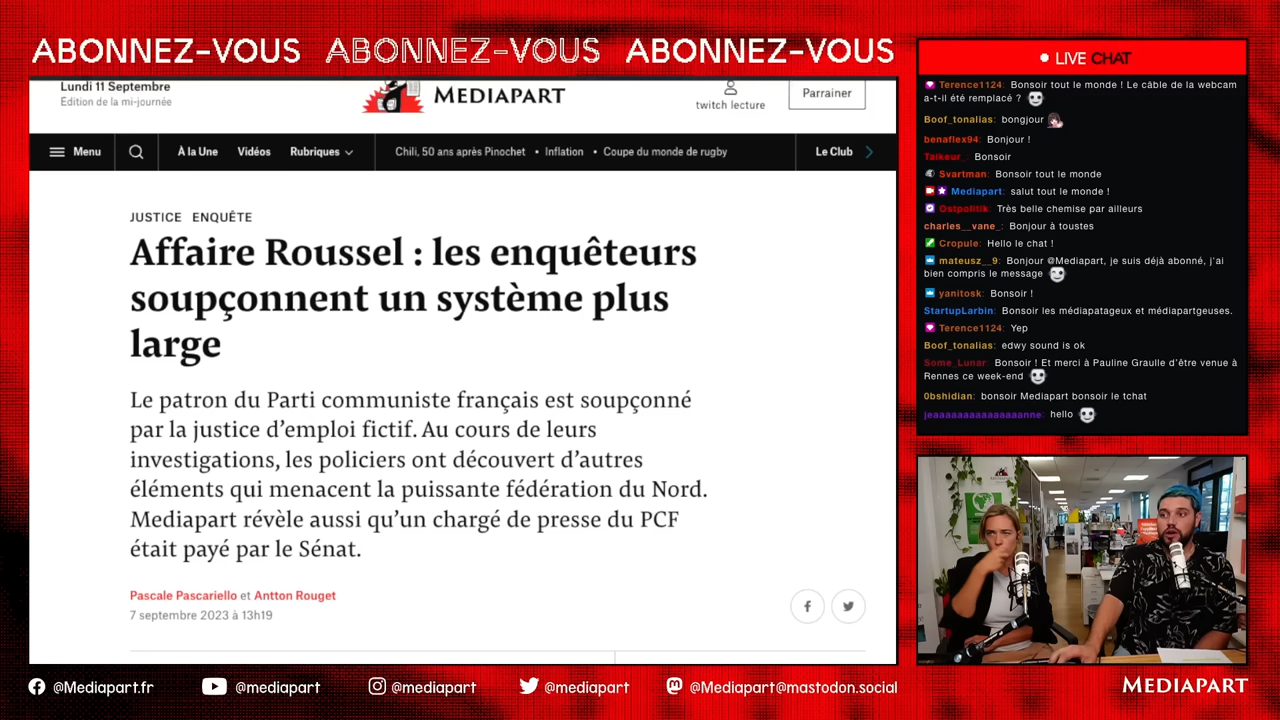 ABONNEZ-VOUS ABONNEZ-VOUS ABONNEZ-VOUS
Lundi 11 Septembre
Edition de la mi-journée
MEDIAPART
twitch lecture
Parrainer
Menu
À la Une Vidéos Rubriques
Chili, 50 ans après Pinochet • Inflation • Coupe du monde de rugby
Le Club
JUSTICE ENQUÊTE
Affaire Roussel : les enquêteurs
soupçonnent un système plus
large
Le patron du Parti communiste français est soupçonné
par la justice d’emploi fictif. Au cours de leurs
investigations, les policiers ont découvert d’autres
éléments qui menacent la puissante fédération du Nord.
Mediapart révèle aussi qu’un chargé de presse du PCF
était payé par le Sénat.
Pascale Pascariello et Antton Rouget
7 septembre 2023 à 13h19
LIVE CHAT
Terence1124: Bonsoir tout le monde ! Le câble de la webcam
a-t-il été remplacé ?
Boof_tonalias: bongjour
benaflex94: Bonjour !
Taikeur_: Bonsoir
Svartman: Bonsoir tout le monde
Mediapart: salut tout le monde !
Ostpolitik: Très belle chemise par ailleurs
charles__vane_: Bonjour à toustes
Cropule: Hello le chat !
mateusz__9: Bonjour @Mediapart, je suis déjà abonné, j’ai
bien compris le message
yanitosk: Bonsoir !
StartupLarbin: Bonsoir les médiapatageux et médiapartgeuses.
Terence1124: Yep
Boof_tonalias: edwy sound is ok
Some_Lunar: Bonsoir ! Et merci à Pauline Graulle d’être venue à
Rennes ce week-end
0bshidian: bonsoir Mediapart bonsoir le tchat
jeaaaaaaaaaaaaaaanne: hello
@Mediapart.fr @mediapart @mediapart @mediapart @Mediapart@mastodon.social
MEDIAPART